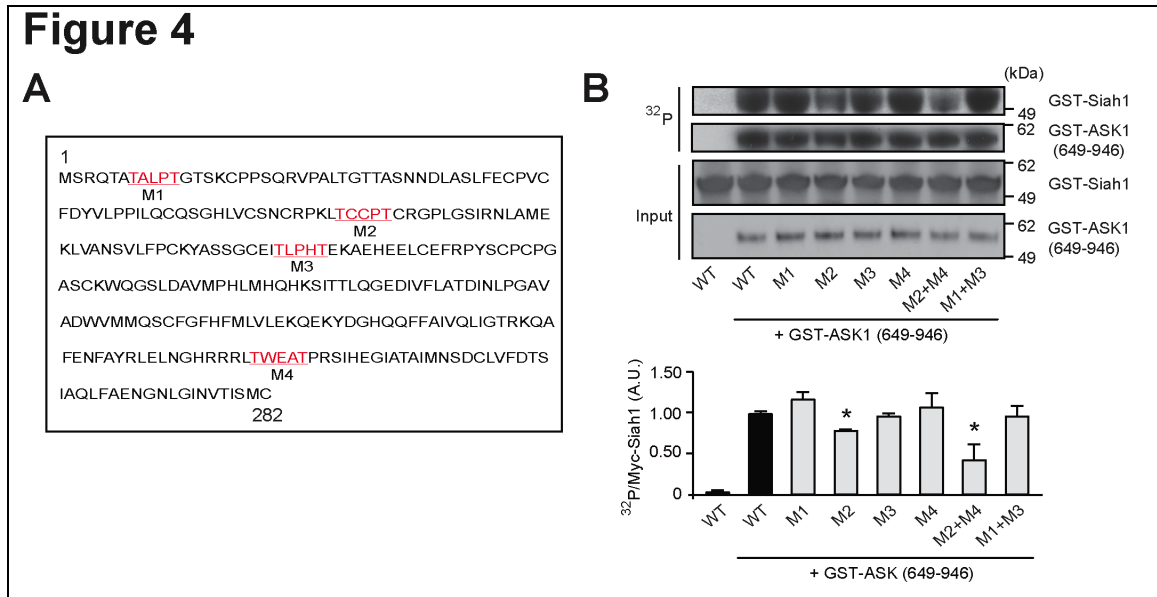 Figure 4
A
1
MSRQTATALPTGTSKCPPSQRVPALTGTTASNNDLASLFECPVC
M1
FDYVLPPILQCQSGHLVCSNCRPKLTCCPTCRGPLGSIRNLAME
M2
KLVANSVLFPCKYASSGCEITLPHTEKAEHEELCEFRPYSCPCPG
M3
ASCKWQGSLDAVMPHLMHQHKSITTLQGEDIVFLATDINLPGAV
ADWVMMQSCFGFHFMLVLEKQEKYDGHQQFFAIVQLIGTRKQA
FENFAYRLELNGHRRRLTWEATPRSIHEGIATAIMNSDCLVFDTS
M4
IAQLFAENGNLGINVTISMC
282
B
(kDa)
32P
49
GST-Siah1
62
GST-ASK1
(649-946)
Input
62
49
GST-Siah1
62
49
GST-ASK1
(649-946)
WT WT M1 M2 M3 M4 M2+M4 M1+M3
+ GST-ASK1 (649-946)
32P/Myc-Siah1 (A.U.)
1.50
1.00
0.50
0
* *
WT WT M1 M2 M3 M4 M2+M4 M1+M3
+ GST-ASK (649-946)